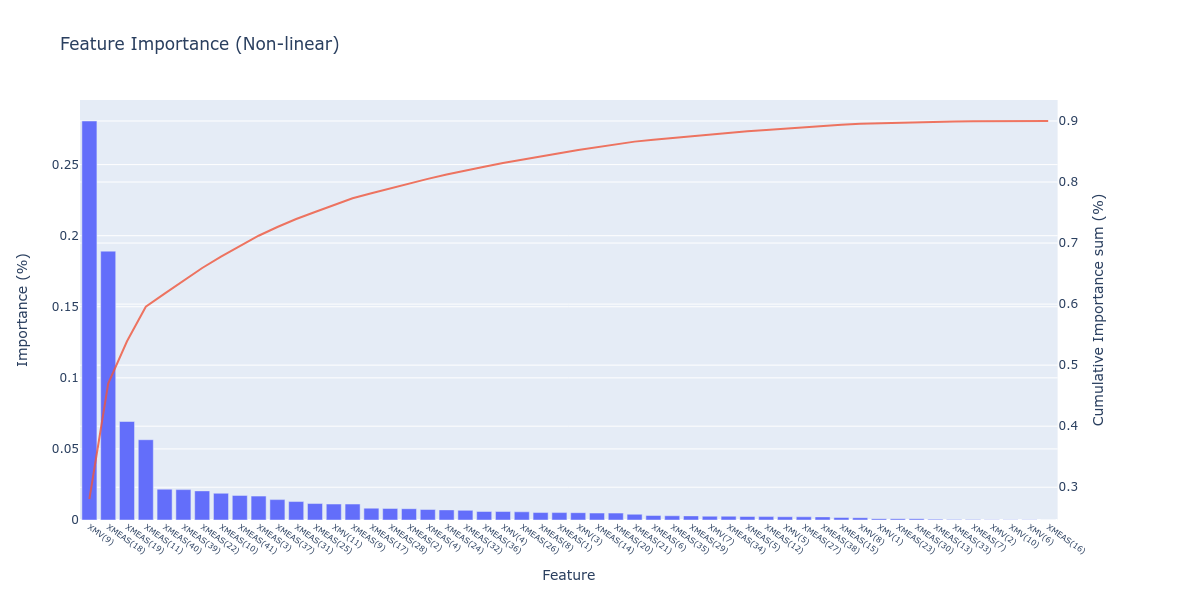 Feature Importance (Non-linear)
Importance (%)
0.25
0.2
0.15
0.1
0.05
0
0.9
0.8
0.7
0.6
0.5
0.4
0.3
Cumulative Importance sum (%)
XMV(9)
XMEAS(18)
XMEAS(19)
XMEAS(11)
XMEAS(40)
XMEAS(39)
XMEAS(22)
XMEAS(10)
XMEAS(41)
XMEAS(3)
XMEAS(37)
XMEAS(31)
XMEAS(25)
XMV(11)
XMEAS(9)
XMEAS(17)
XMEAS(28)
XMEAS(2)
XMEAS(4)
XMEAS(24)
XMEAS(32)
XMEAS(36)
XMV(4)
XMEAS(26)
XMEAS(8)
XMEAS(1)
XMV(3)
XMEAS(14)
XMEAS(20)
XMEAS(21)
XMEAS(6)
XMEAS(35)
XMEAS(29)
XMV(7)
XMEAS(34)
XMEAS(5)
XMEAS(12)
XMV(5)
XMEAS(27)
XMEAS(38)
XMEAS(15)
XMV(8)
XMV(1)
XMEAS(23)
XMEAS(30)
XMEAS(13)
XMEAS(33)
XMEAS(7)
XMV(2)
XMV(10)
XMV(6)
XMEAS(16)
Feature